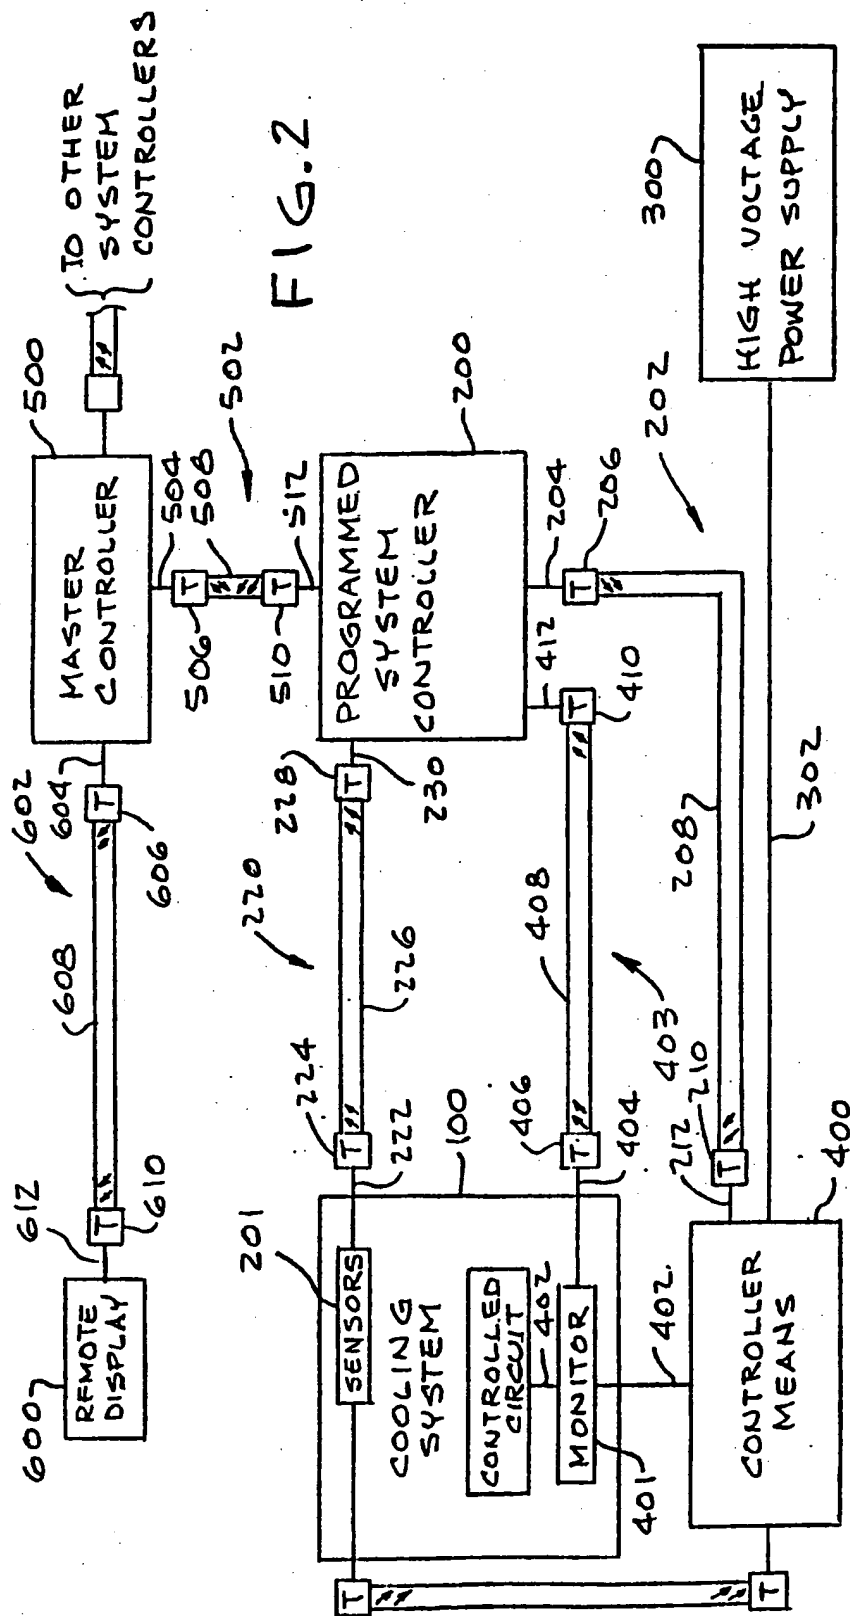 TO OTHER
SYSTEM
CONTROLLERS
FIG. 2
500
MASTER
CONTROLLER
504
508
502
T
506
T
510
512
604
602
T
606
608
T
610
612
600
REMOTE
DISPLAY
200
PROGRAMMED
SYSTEM
CONTROLLER
230
228
T
220
226
224
T
222
204
206
T
412
T
410
408
403
406
T
404
100
201
SENSORS
COOLING
SYSTEM
CONTROLLED
CIRCUIT
402
MONITOR
401
402
202
208
210
T
212
300
HIGH VOLTAGE
POWER SUPPLY
302
400
CONTROLLER
MEANS
T
T